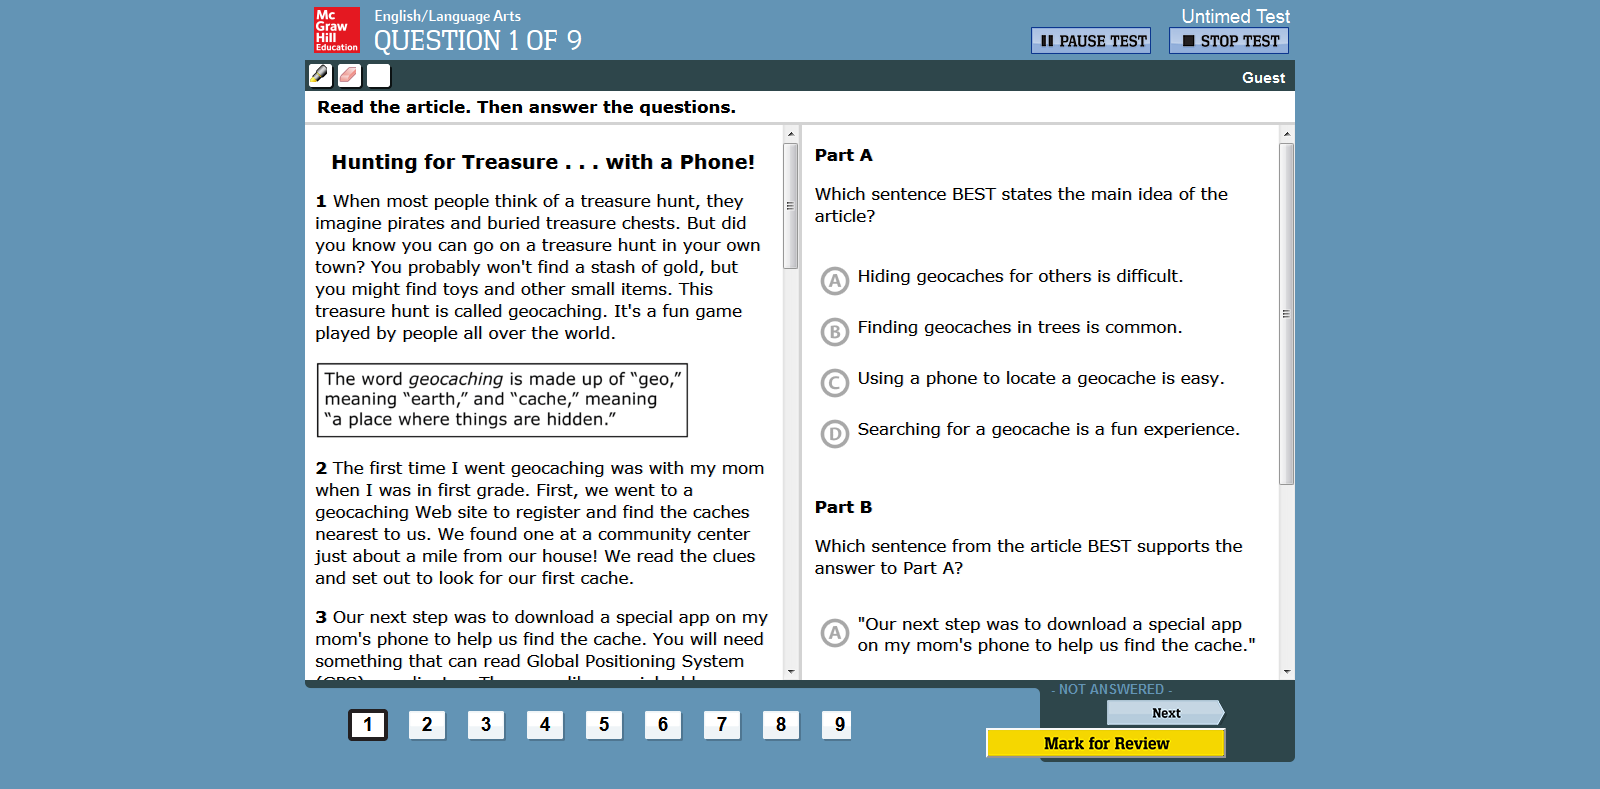 Mc
Graw
Hill
Education
English/Language Arts
QUESTION 1 OF 9
Untimed Test
PAUSE TEST
STOP TEST
Guest
Read the article. Then answer the questions.
Hunting for Treasure . . . with a Phone!
1 When most people think of a treasure hunt, they
imagine pirates and buried treasure chests. But did
you know you can go on a treasure hunt in your own
town? You probably won't find a stash of gold, but
you might find toys and other small items. This
treasure hunt is called geocaching. It's a fun game
played by people all over the world.
The word geocaching is made up of “geo,”
meaning “earth,” and “cache,” meaning
“a place where things are hidden.”
2 The first time I went geocaching was with my mom
when I was in first grade. First, we went to a
geocaching Web site to register and find the caches
nearest to us. We found one at a community center
just about a mile from our house! We read the clues
and set out to look for our first cache.
3 Our next step was to download a special app on my
mom's phone to help us find the cache. You will need
something that can read Global Positioning System
Part A
Which sentence BEST states the main idea of the
article?
A Hiding geocaches for others is difficult.
B Finding geocaches in trees is common.
C Using a phone to locate a geocache is easy.
D Searching for a geocache is a fun experience.
Part B
Which sentence from the article BEST supports the
answer to Part A?
A "Our next step was to download a special app
on my mom's phone to help us find the cache."
1 2 3 4 5 6 7 8 9
- NOT ANSWERED -
Next
Mark for Review